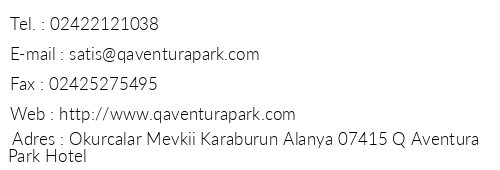 Tel. : 02422121038
E-mail : satis@qaventurapark.com
Fax : 02425275495
Web : http://www.qaventurapark.com
Adres : Okurcalar Mevkii Karaburun Alanya 07415 Q Aventura
Park Hotel